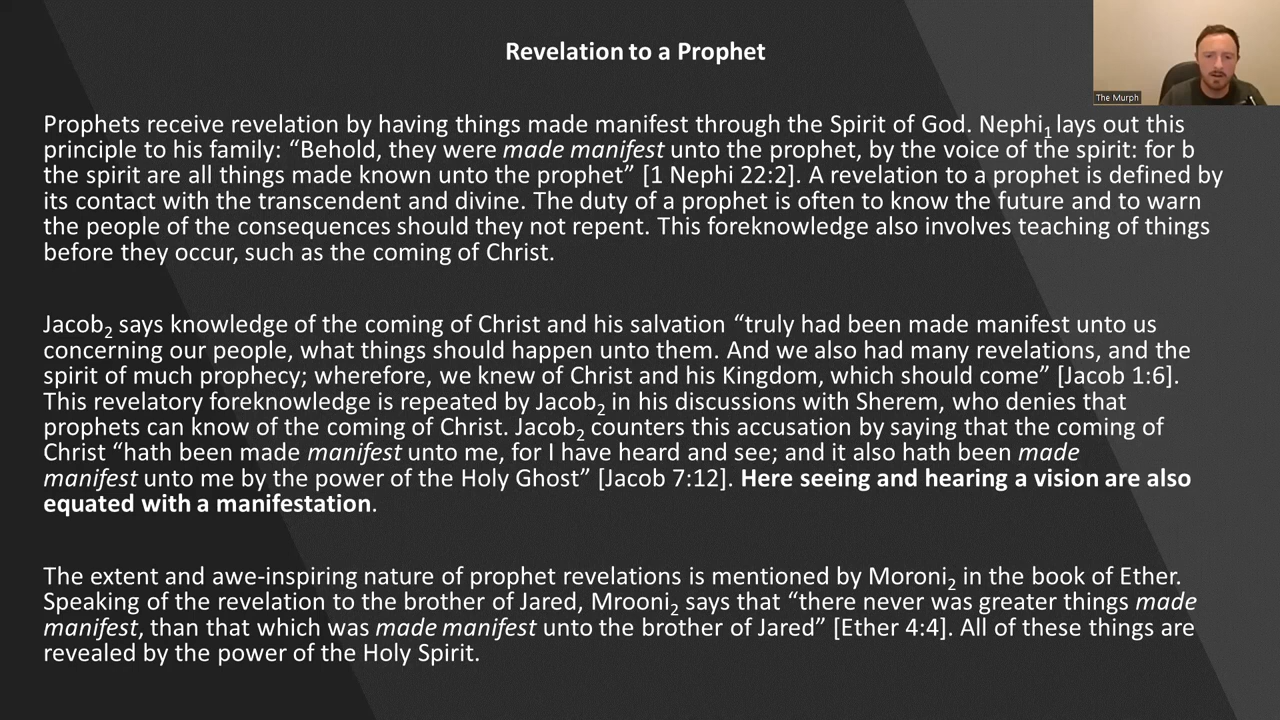 Revelation to a Prophet
The Murph
Prophets receive revelation by having things made manifest through the Spirit of God. Nephi₁ lays out this
principle to his family: “Behold, they were made manifest unto the prophet, by the voice of the spirit: for b
the spirit are all things made known unto the prophet” [1 Nephi 22:2]. A revelation to a prophet is defined by
its contact with the transcendent and divine. The duty of a prophet is often to know the future and to warn
the people of the consequences should they not repent. This foreknowledge also involves teaching of things
before they occur, such as the coming of Christ.
Jacob₂ says knowledge of the coming of Christ and his salvation “truly had been made manifest unto us
concerning our people, what things should happen unto them. And we also had many revelations, and the
spirit of much prophecy; wherefore, we knew of Christ and his Kingdom, which should come” [Jacob 1:6].
This revelatory foreknowledge is repeated by Jacob₂ in his discussions with Sherem, who denies that
prophets can know of the coming of Christ. Jacob₂ counters this accusation by saying that the coming of
Christ “hath been made manifest unto me, for I have heard and see; and it also hath been made
manifest unto me by the power of the Holy Ghost” [Jacob 7:12]. Here seeing and hearing a vision are also
equated with a manifestation.
The extent and awe-inspiring nature of prophet revelations is mentioned by Moroni₂ in the book of Ether.
Speaking of the revelation to the brother of Jared, Mrooni₂ says that “there never was greater things made
manifest, than that which was made manifest unto the brother of Jared” [Ether 4:4]. All of these things are
revealed by the power of the Holy Spirit.